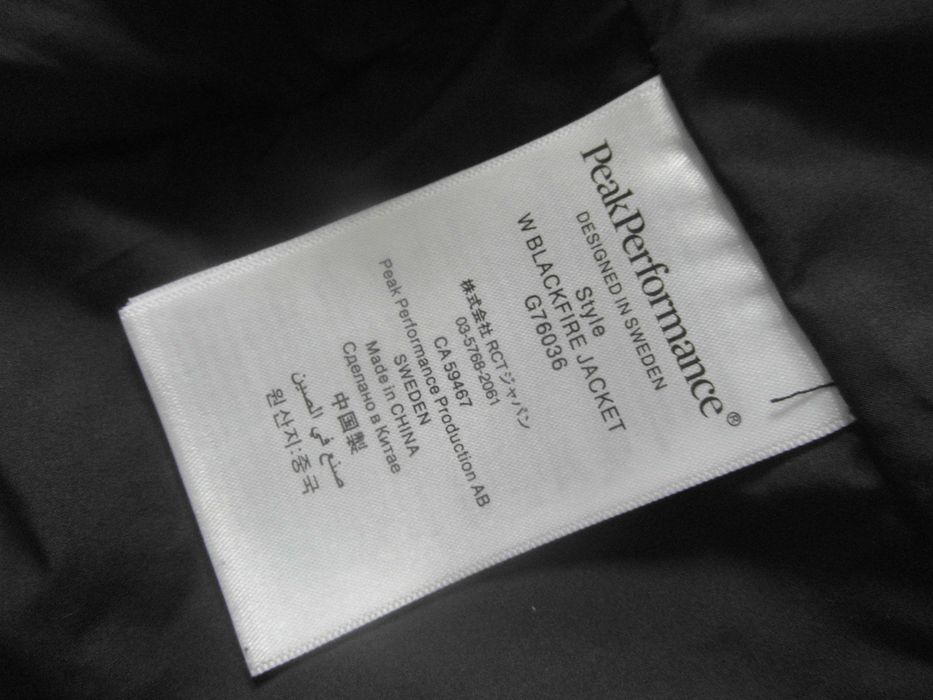 PeakPerformance®
DESIGNED IN SWEDEN
Style
W BLACKFIRE JACKET
G76036
株式会社 RCTジャパン
03-5768-2061
CA 59467
Peak Performance Production AB
SWEDEN
Made in CHINA
Сделано в Китае
中国製
صنع في الصين
원산지:중국